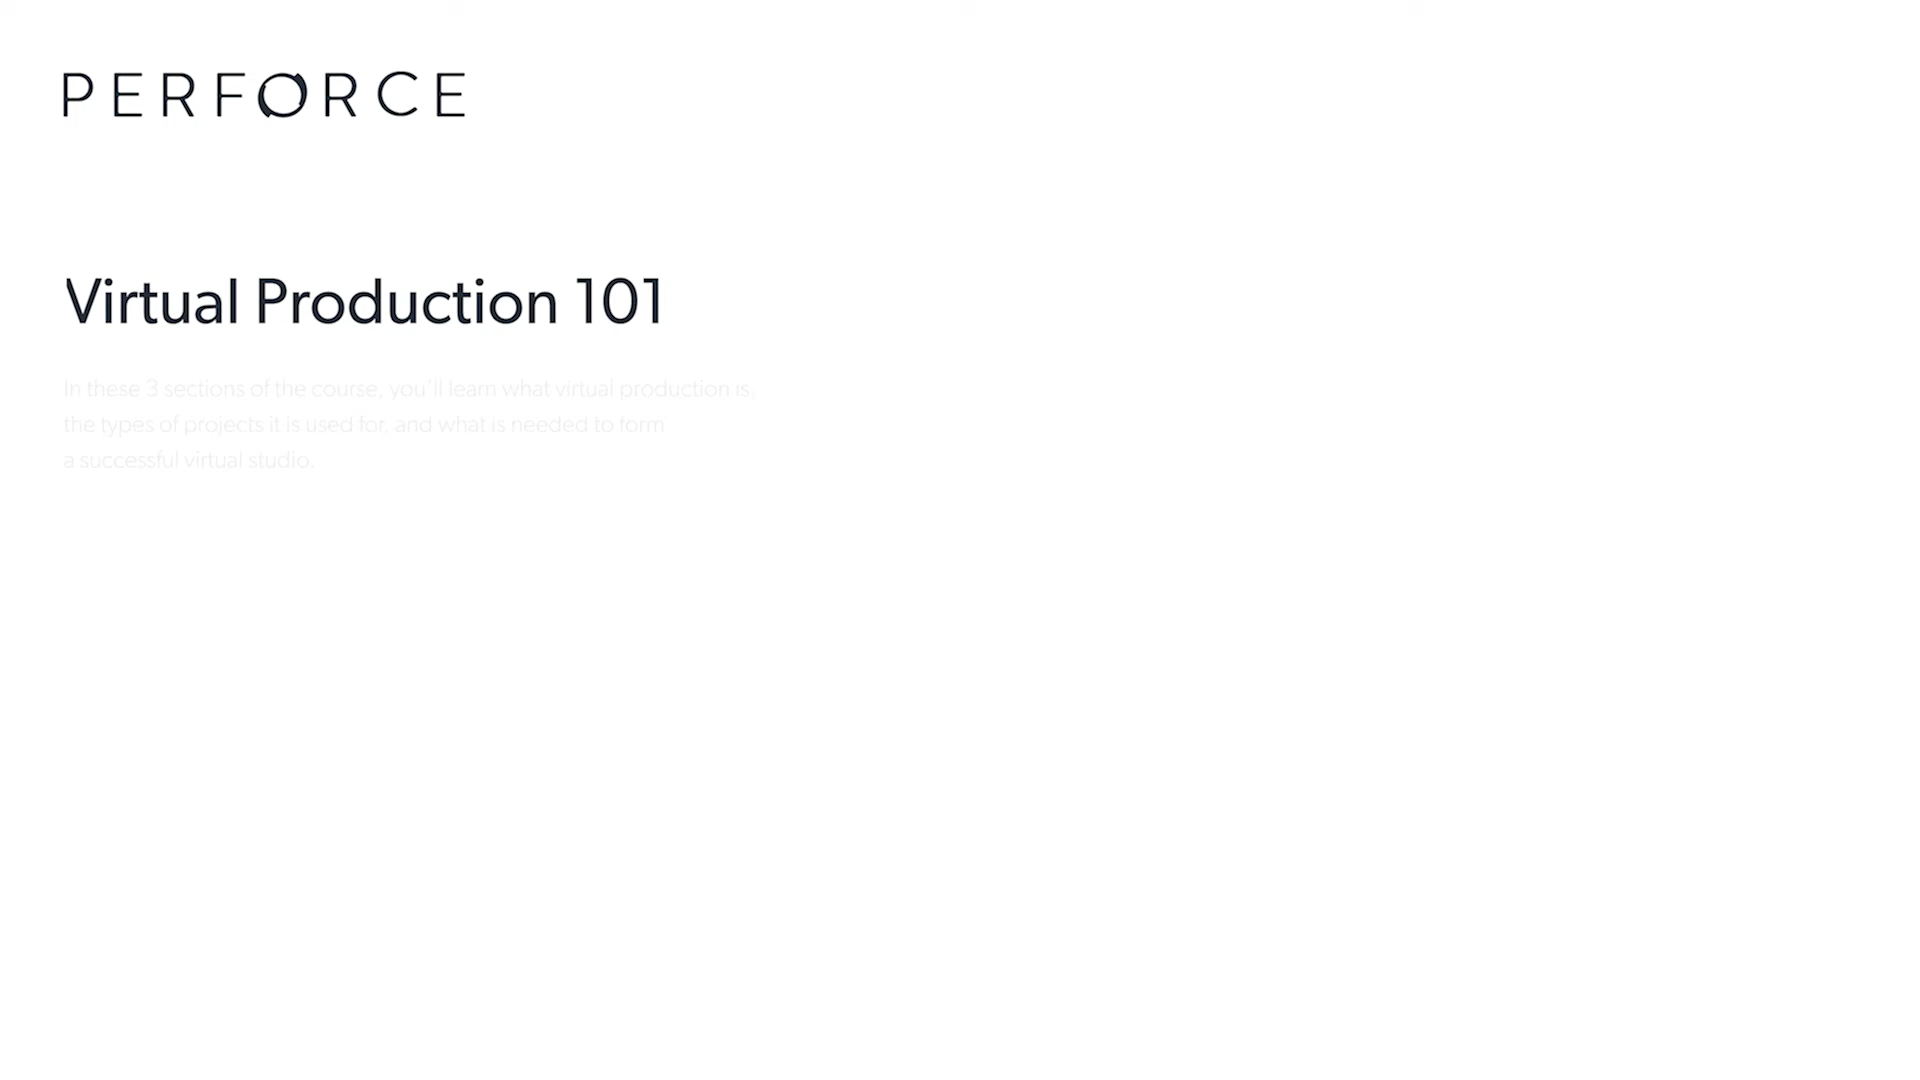 PERFORCE
Virtual Production 101
In these 3 sections of the course, you'll learn what virtual production is,
the types of projects it is used for, and what is needed to form
a successful virtual studio.